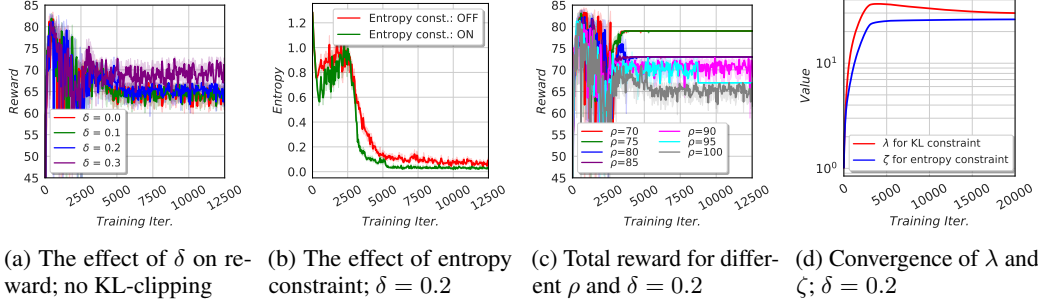 85
80
75
70
65
60
55
50
45
Reward
δ = 0.0
δ = 0.1
δ = 0.2
δ = 0.3
0
2500
5000
7500
10000
12500
Training Iter.
(a) The effect of δ on re-
ward; no KL-clipping
1.2
1.0
0.8
0.6
0.4
0.2
0.0
Entropy
Entropy const.: OFF
Entropy const.: ON
0
2500
5000
7500
10000
12500
Training Iter.
(b) The effect of entropy
constraint; δ = 0.2
85
80
75
70
65
60
55
50
45
Reward
ρ=70
ρ=75
ρ=80
ρ=85
ρ=90
ρ=95
ρ=100
0
2500
5000
7500
10000
12500
Training Iter.
(c) Total reward for differ-
ent ρ and δ = 0.2
10¹
10⁰
Value
λ for KL constraint
ζ for entropy constraint
0
5000
10000
15000
20000
Training Iter.
(d) Convergence of λ and
ζ; δ = 0.2